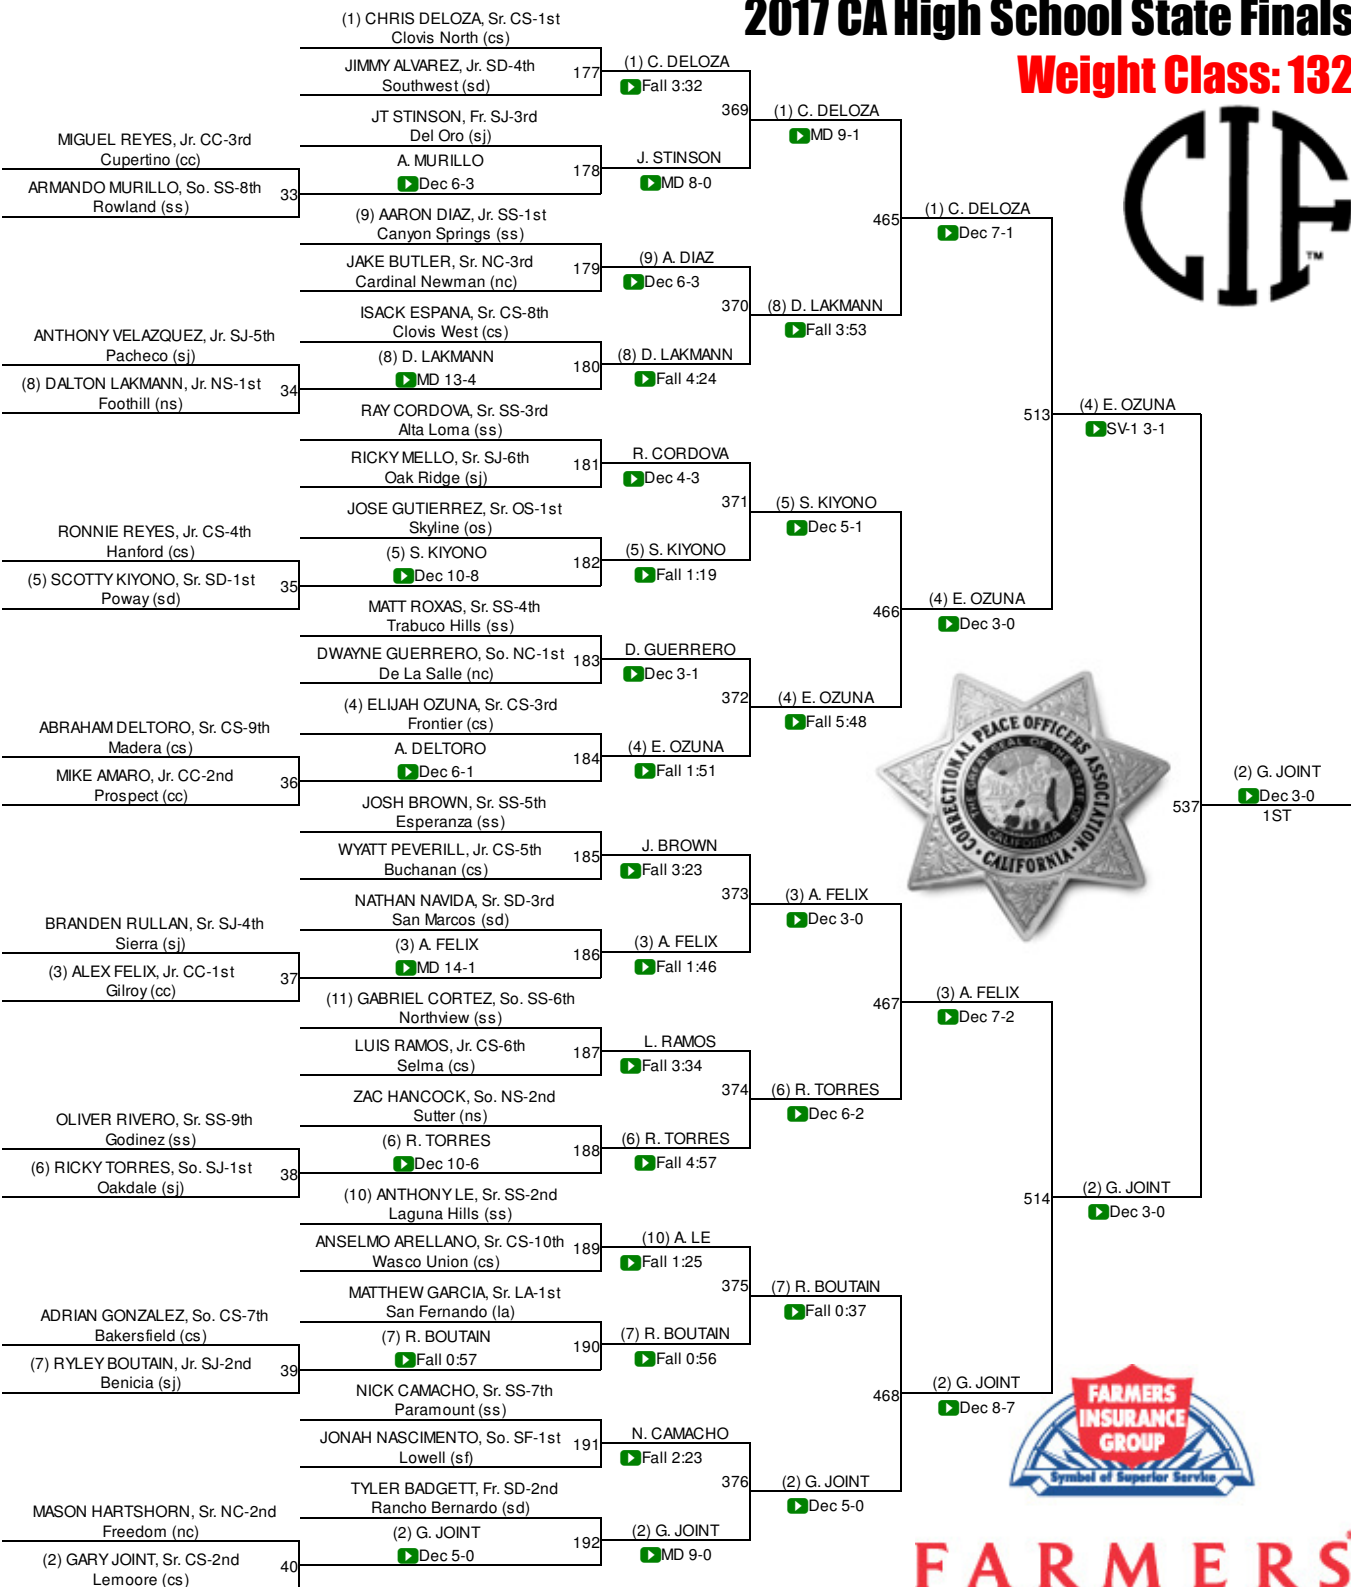 2017 CA High School State Finals
Weight Class: 132
(1) CHRIS DELOZA, Sr. CS-1st
Clovis North (cs)
JIMMY ALVAREZ, Jr. SD-4th
Southwest (sd)
177
JT STINSON, Fr. SJ-3rd
Del Oro (sj)
A. MURILLO
Dec 6-3
178
(9) AARON DIAZ, Jr. SS-1st
Canyon Springs (ss)
JAKE BUTLER, Sr. NC-3rd
Cardinal Newman (nc)
179
ISACK ESPANA, Sr. CS-8th
Clovis West (cs)
(8) D. LAKMANN
MD 13-4
180
RAY CORDOVA, Sr. SS-3rd
Alta Loma (ss)
RICKY MELLO, Sr. SJ-6th
Oak Ridge (sj)
181
JOSE GUTIERREZ, Sr. OS-1st
Skyline (os)
(5) S. KIYONO
Dec 10-8
182
MATT ROXAS, Sr. SS-4th
Trabuco Hills (ss)
DWAYNE GUERRERO, So. NC-1st
De La Salle (nc)
183
(4) ELIJAH OZUNA, Sr. CS-3rd
Frontier (cs)
A. DELTORO
Dec 6-1
184
JOSH BROWN, Sr. SS-5th
Esperanza (ss)
WYATT PEVERILL, Jr. CS-5th
Buchanan (cs)
185
NATHAN NAVIDA, Sr. SD-3rd
San Marcos (sd)
(3) A. FELIX
MD 14-1
186
(11) GABRIEL CORTEZ, So. SS-6th
Northview (ss)
LUIS RAMOS, Jr. CS-6th
Selma (cs)
187
ZAC HANCOCK, So. NS-2nd
Sutter (ns)
(6) R. TORRES
Dec 10-6
188
(10) ANTHONY LE, Sr. SS-2nd
Laguna Hills (ss)
ANSELMO ARELLANO, Sr. CS-10th
Wasco Union (cs)
189
MATTHEW GARCIA, Sr. LA-1st
San Fernando (la)
(7) R. BOUTAIN
Fall 0:57
190
NICK CAMACHO, Sr. SS-7th
Paramount (ss)
JONAH NASCIMENTO, So. SF-1st
Lowell (sf)
191
TYLER BADGETT, Fr. SD-2nd
Rancho Bernardo (sd)
(2) G. JOINT
Dec 5-0
192
MIGUEL REYES, Jr. CC-3rd
Cupertino (cc)
ARMANDO MURILLO, So. SS-8th
Rowland (ss)
33
ANTHONY VELAZQUEZ, Jr. SJ-5th
Pacheco (sj)
(8) DALTON LAKMANN, Jr. NS-1st
Foothill (ns)
34
RONNIE REYES, Jr. CS-4th
Hanford (cs)
(5) SCOTTY KIYONO, Sr. SD-1st
Poway (sd)
35
ABRAHAM DELTORO, Sr. CS-9th
Madera (cs)
MIKE AMARO, Jr. CC-2nd
Prospect (cc)
36
BRANDEN RULLAN, Sr. SJ-4th
Sierra (sj)
(3) ALEX FELIX, Jr. CC-1st
Gilroy (cc)
37
OLIVER RIVERO, Sr. SS-9th
Godinez (ss)
(6) RICKY TORRES, So. SJ-1st
Oakdale (sj)
38
ADRIAN GONZALEZ, So. CS-7th
Bakersfield (cs)
(7) RYLEY BOUTAIN, Jr. SJ-2nd
Benicia (sj)
39
MASON HARTSHORN, Sr. NC-2nd
Freedom (nc)
(2) GARY JOINT, Sr. CS-2nd
Lemoore (cs)
40
(1) C. DELOZA
Fall 3:32
369
J. STINSON
MD 8-0
(9) A. DIAZ
Dec 6-3
370
(8) D. LAKMANN
Fall 4:24
R. CORDOVA
Dec 4-3
371
(5) S. KIYONO
Fall 1:19
D. GUERRERO
Dec 3-1
372
(4) E. OZUNA
Fall 1:51
J. BROWN
Fall 3:23
373
(3) A. FELIX
Fall 1:46
L. RAMOS
Fall 3:34
374
(6) R. TORRES
Fall 4:57
(10) A. LE
Fall 1:25
375
(7) R. BOUTAIN
Fall 0:56
N. CAMACHO
Fall 2:23
376
(2) G. JOINT
MD 9-0
(1) C. DELOZA
MD 9-1
465
(8) D. LAKMANN
Fall 3:53
(5) S. KIYONO
Dec 5-1
466
(4) E. OZUNA
Fall 5:48
(3) A. FELIX
Dec 3-0
467
(6) R. TORRES
Dec 6-2
(7) R. BOUTAIN
Fall 0:37
468
(2) G. JOINT
Dec 5-0
(1) C. DELOZA
Dec 7-1
513
(4) E. OZUNA
Dec 3-0
(3) A. FELIX
Dec 7-2
514
(2) G. JOINT
Dec 8-7
(4) E. OZUNA
SV-1 3-1
537
(2) G. JOINT
Dec 3-0
(2) G. JOINT
Dec 3-0
1ST
CIF
TM
CORRECTIONAL PEACE OFFICERS ASSOCIATION
CALIFORNIA
FARMERS
INSURANCE
GROUP
Symbol of Superior Service
FARMERS